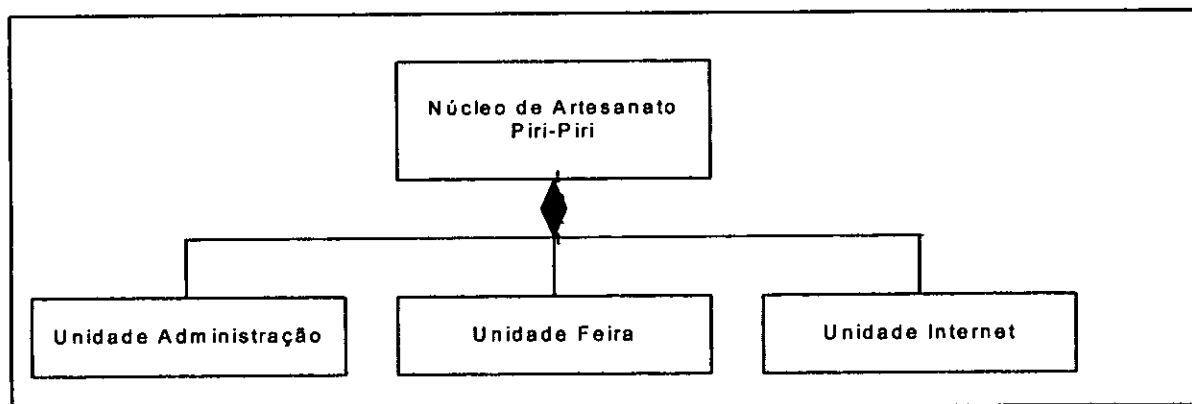 Núcleo de Artesanato
Piri-Piri
Unidade Administração
Unidade Feira
Unidade Internet